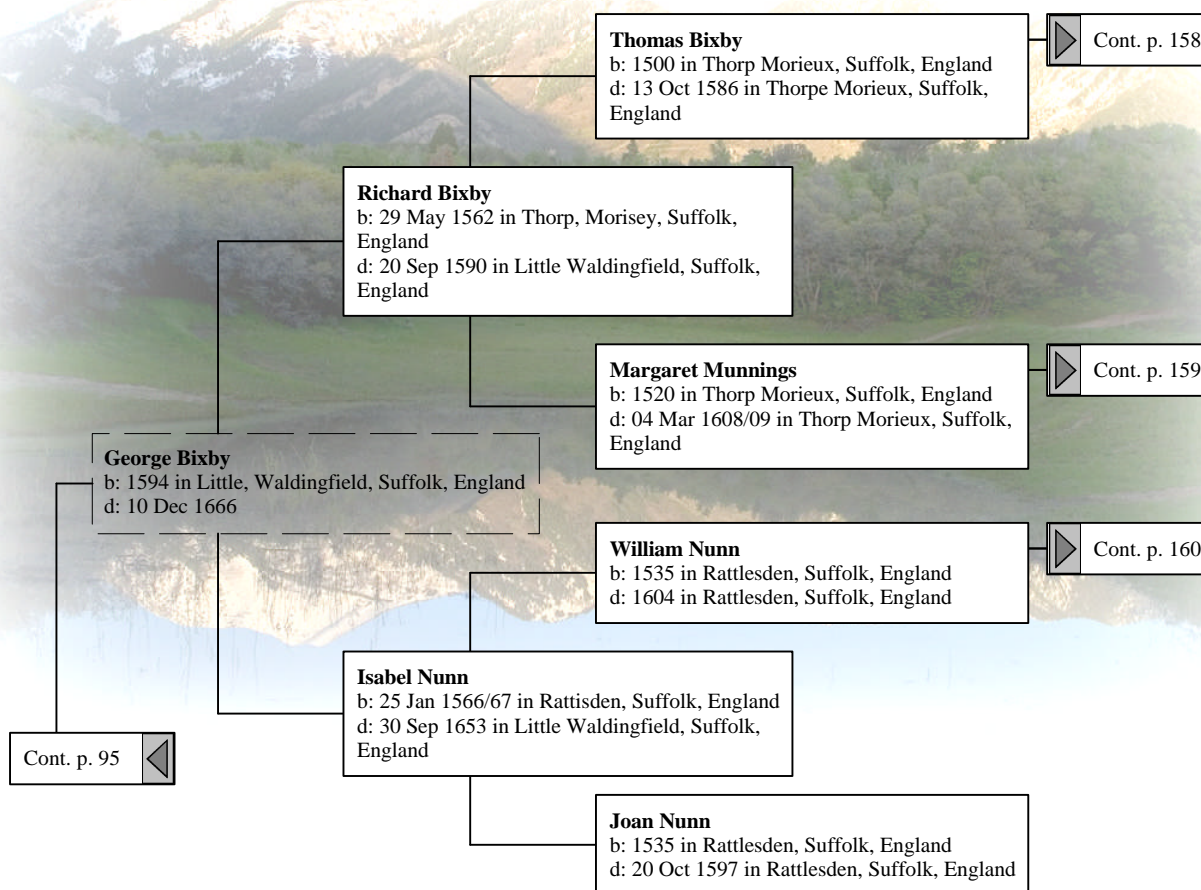 Thomas Bixby
b: 1500 in Thorp Morieux, Suffolk, England
d: 13 Oct 1586 in Thorpe Morieux, Suffolk,
England
Cont. p. 158
Richard Bixby
b: 29 May 1562 in Thorp, Morisey, Suffolk,
England
d: 20 Sep 1590 in Little Waldingfield, Suffolk,
England
Margaret Munnings
b: 1520 in Thorp Morieux, Suffolk, England
d: 04 Mar 1608/09 in Thorp Morieux, Suffolk,
England
Cont. p. 159
George Bixby
b: 1594 in Little, Waldingfield, Suffolk, England
d: 10 Dec 1666
William Nunn
b: 1535 in Rattlesden, Suffolk, England
d: 1604 in Rattlesden, Suffolk, England
Cont. p. 160
Isabel Nunn
b: 25 Jan 1566/67 in Rattisden, Suffolk, England
d: 30 Sep 1653 in Little Waldingfield, Suffolk,
England
Cont. p. 95
Joan Nunn
b: 1535 in Rattlesden, Suffolk, England
d: 20 Oct 1597 in Rattlesden, Suffolk, England